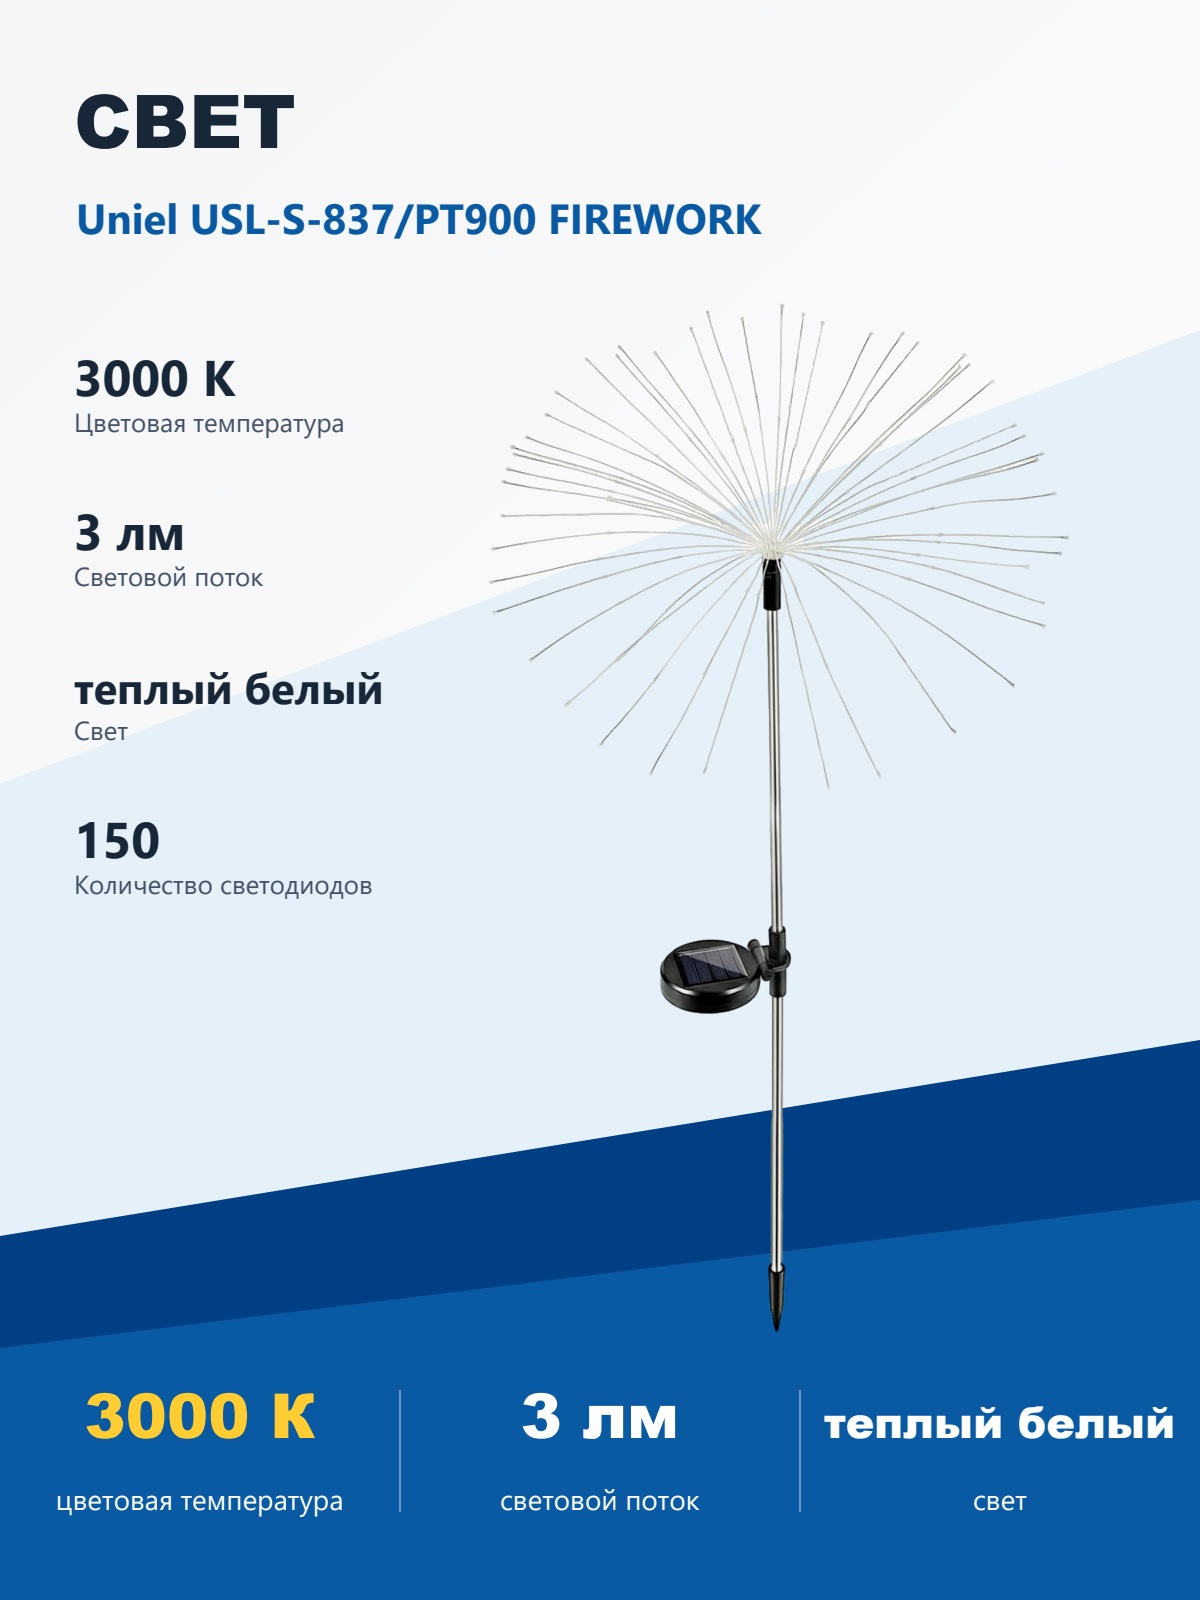 СВЕТ
Uniel USL-S-837/PT900 FIREWORK
3000 К
Цветовая температура
3 лм
Световой поток
теплый белый
Свет
150
Количество светодиодов
3000 К
цветовая температура
3 лм
световой поток
теплый белый
свет